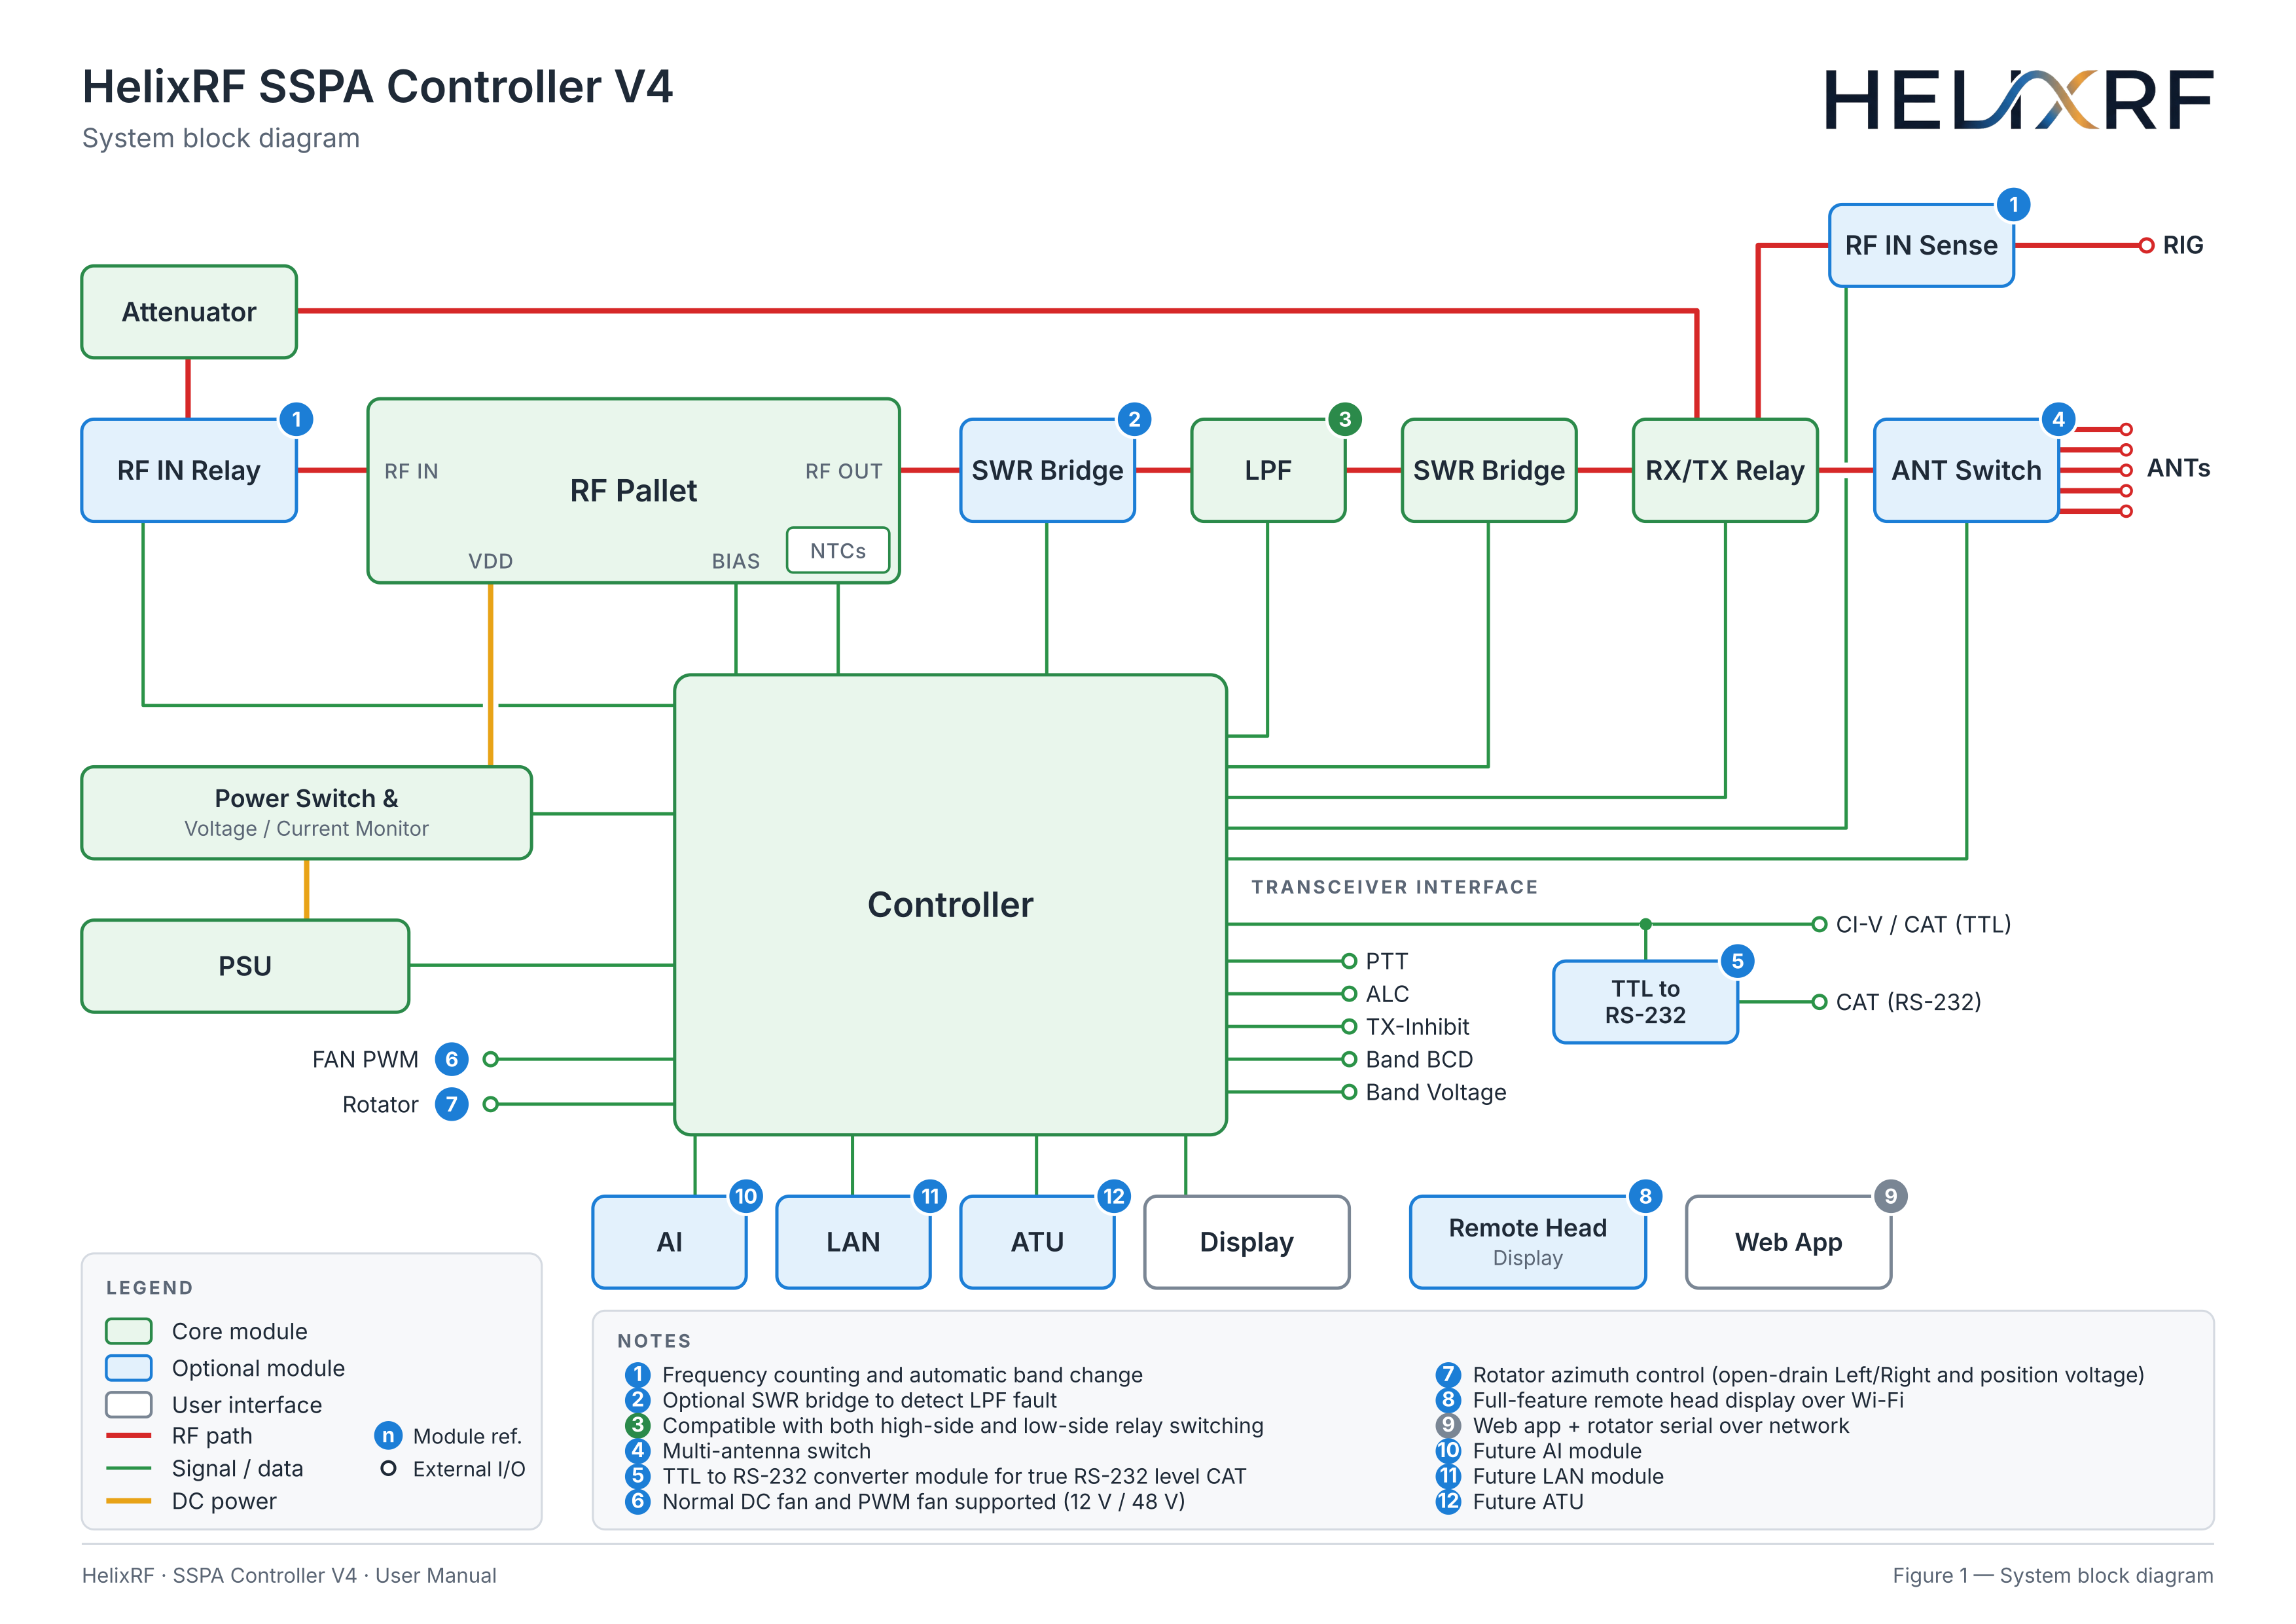 HelixRF SSPA Controller V4
System block diagram
HELIXRF
1
RF IN Sense
RIG
Attenuator
1
RF IN Relay
RF IN
RF Pallet
RF OUT
VDD
BIAS
NTCs
2
SWR Bridge
3
LPF
SWR Bridge
RX/TX Relay
4
ANT Switch
ANTs
Power Switch &
Voltage / Current Monitor
PSU
FAN PWM 6
Rotator 7
Controller
TRANSCEIVER INTERFACE
CI-V / CAT (TTL)
PTT
ALC
TX-Inhibit
Band BCD
Band Voltage
5
TTL to
RS-232
CAT (RS-232)
10
AI
11
LAN
12
ATU
Display
8
Remote Head
Display
9
Web App
LEGEND
Core module
Optional module
User interface
RF path
Signal / data
DC power
n Module ref.
External I/O
NOTES
1 Frequency counting and automatic band change
2 Optional SWR bridge to detect LPF fault
3 Compatible with both high-side and low-side relay switching
4 Multi-antenna switch
5 TTL to RS-232 converter module for true RS-232 level CAT
6 Normal DC fan and PWM fan supported (12 V / 48 V)
7 Rotator azimuth control (open-drain Left/Right and position voltage)
8 Full-feature remote head display over Wi-Fi
9 Web app + rotator serial over network
10 Future AI module
11 Future LAN module
12 Future ATU
HelixRF · SSPA Controller V4 · User Manual
Figure 1 — System block diagram